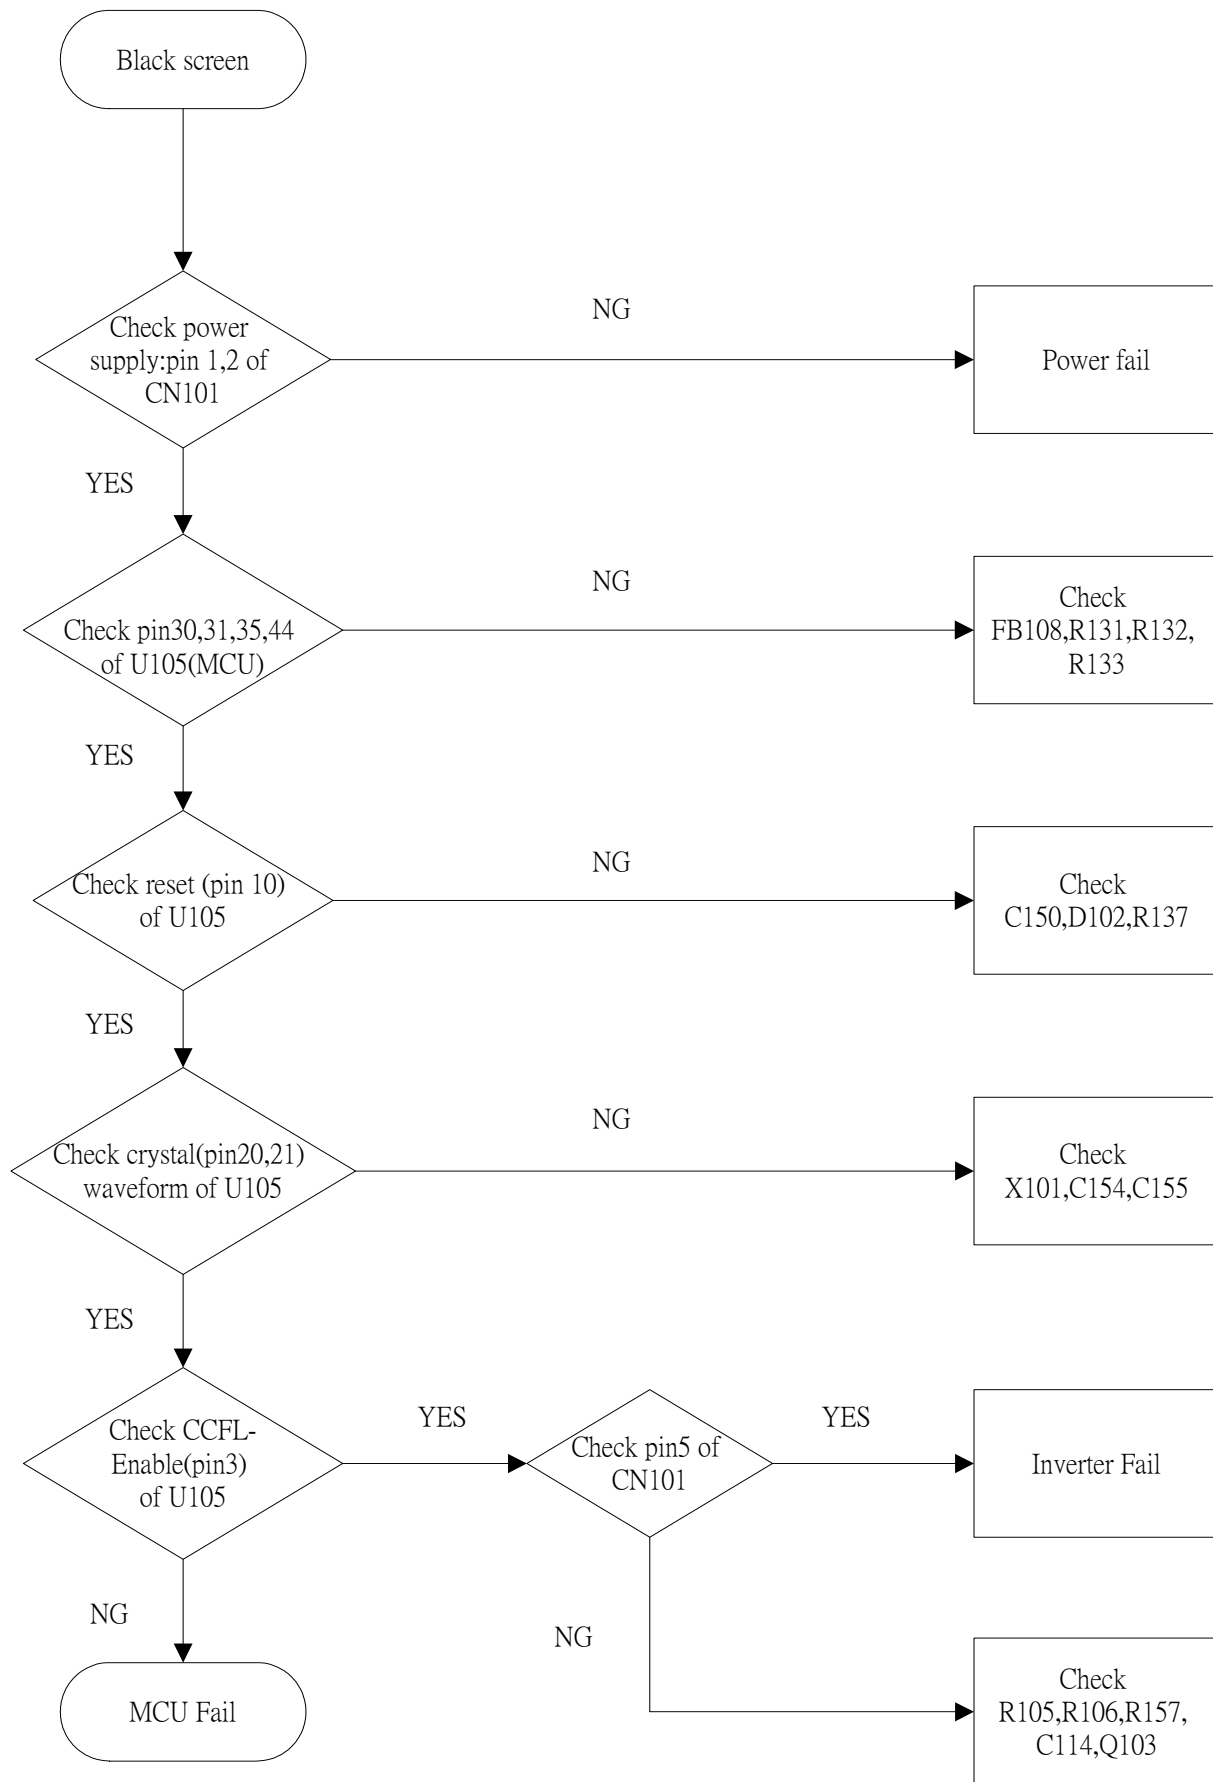 Black screen
Check power
supply:pin 1,2 of
CN101
NG
Power fail
YES
Check pin30,31,35,44
of U105(MCU)
NG
Check
FB108,R131,R132,
R133
YES
Check reset (pin 10)
of U105
NG
Check
C150,D102,R137
YES
Check crystal(pin20,21)
waveform of U105
NG
Check
X101,C154,C155
YES
Check CCFL-
Enable(pin3)
of U105
YES
Check pin5 of
CN101
YES
Inverter Fail
NG
MCU Fail
NG
Check
R105,R106,R157,
C114,Q103